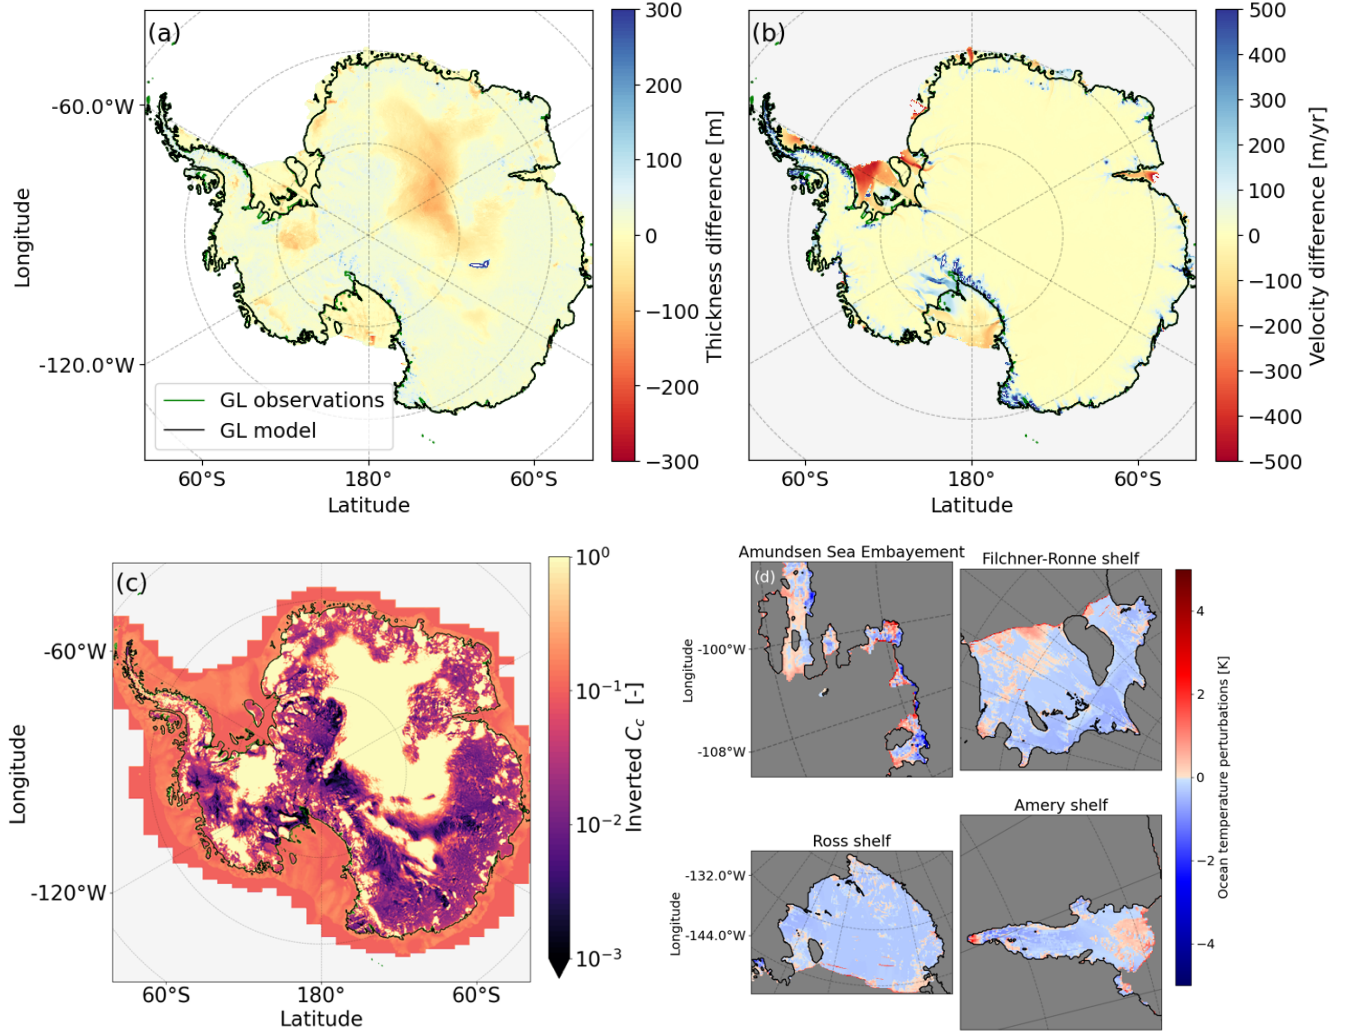 (a)
-60.0°W
-120.0°W
Longitude
GL observations
GL model
60°S
180°
60°S
Latitude
300
200
100
0
−100
−200
−300
Thickness difference [m]
(b)
60°S
180°
60°S
Latitude
500
400
300
200
100
0
−100
−200
−300
−400
−500
Velocity difference [m/yr]
(c)
-60°W
-120°W
Longitude
60°S
180°
60°S
Latitude
10⁰
10⁻¹
10⁻²
10⁻³
Inverted C_c [-]
Amundsen Sea Embayement
(d)
-100°W
-108°W
Longitude
Filchner-Ronne shelf
Ross shelf
-132.0°W
-144.0°W
Longitude
Amery shelf
4
2
0
−2
−4
Ocean temperature perturbations [K]